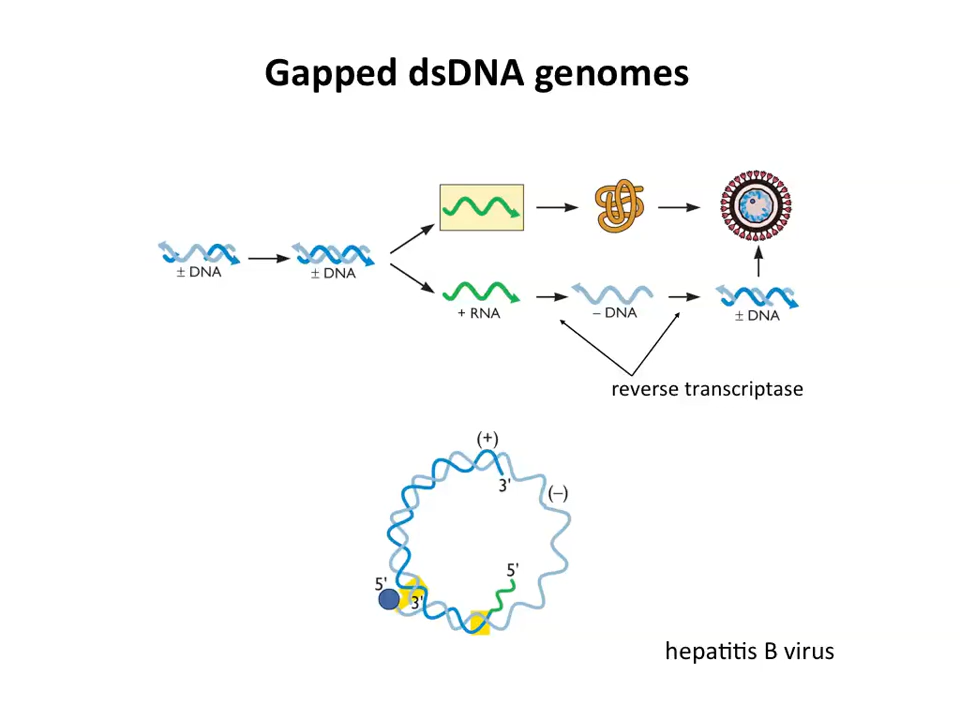 Gapped dsDNA genomes
± DNA
± DNA
+ RNA
– DNA
± DNA
reverse transcriptase
(+)
3'
(–)
5'
5'
3'
hepatitis B virus